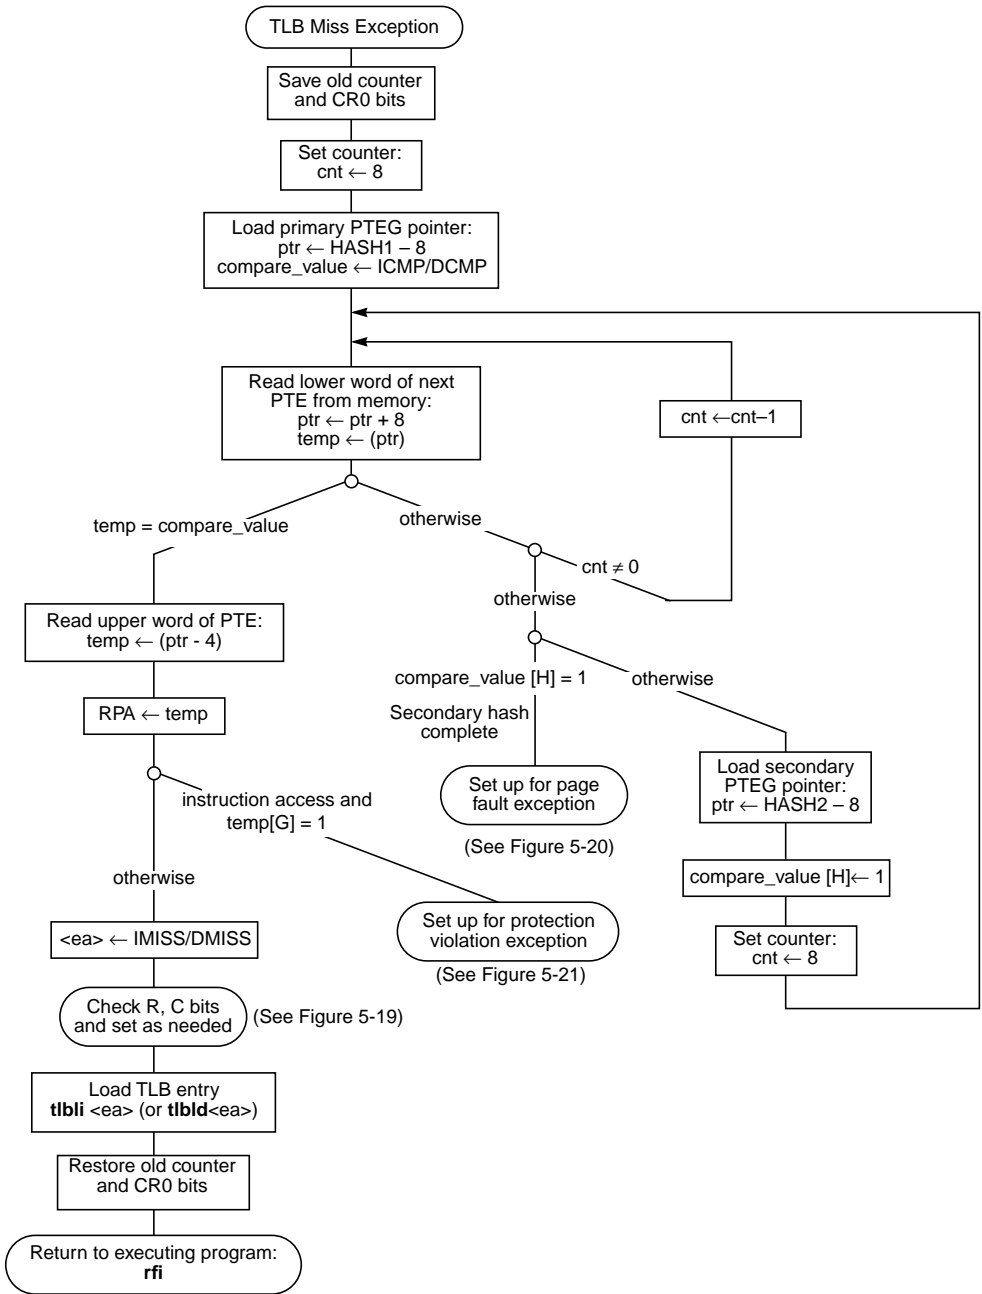 TLB Miss Exception
Save old counter
and CR0 bits
Set counter:
cnt ← 8
Load primary PTEG pointer:
ptr ← HASH1 – 8
compare_value ← ICMP/DCMP
Read lower word of next
PTE from memory:
ptr ← ptr + 8
temp ← (ptr)
cnt ←cnt–1
temp = compare_value
otherwise
cnt ≠ 0
otherwise
Read upper word of PTE:
temp ← (ptr - 4)
compare_value [H] = 1
otherwise
Secondary hash
complete
RPA ← temp
Load secondary
PTEG pointer:
ptr ← HASH2 – 8
Set up for page
fault exception
(See Figure 5-20)
instruction access and
temp[G] = 1
otherwise
compare_value [H]← 1
Set up for protection
violation exception
(See Figure 5-21)
Set counter:
cnt ← 8
<ea> ← IMISS/DMISS
Check R, C bits
and set as needed
(See Figure 5-19)
Load TLB entry
tlbli <ea> (or tlbld<ea>)
Restore old counter
and CR0 bits
Return to executing program:
rfi